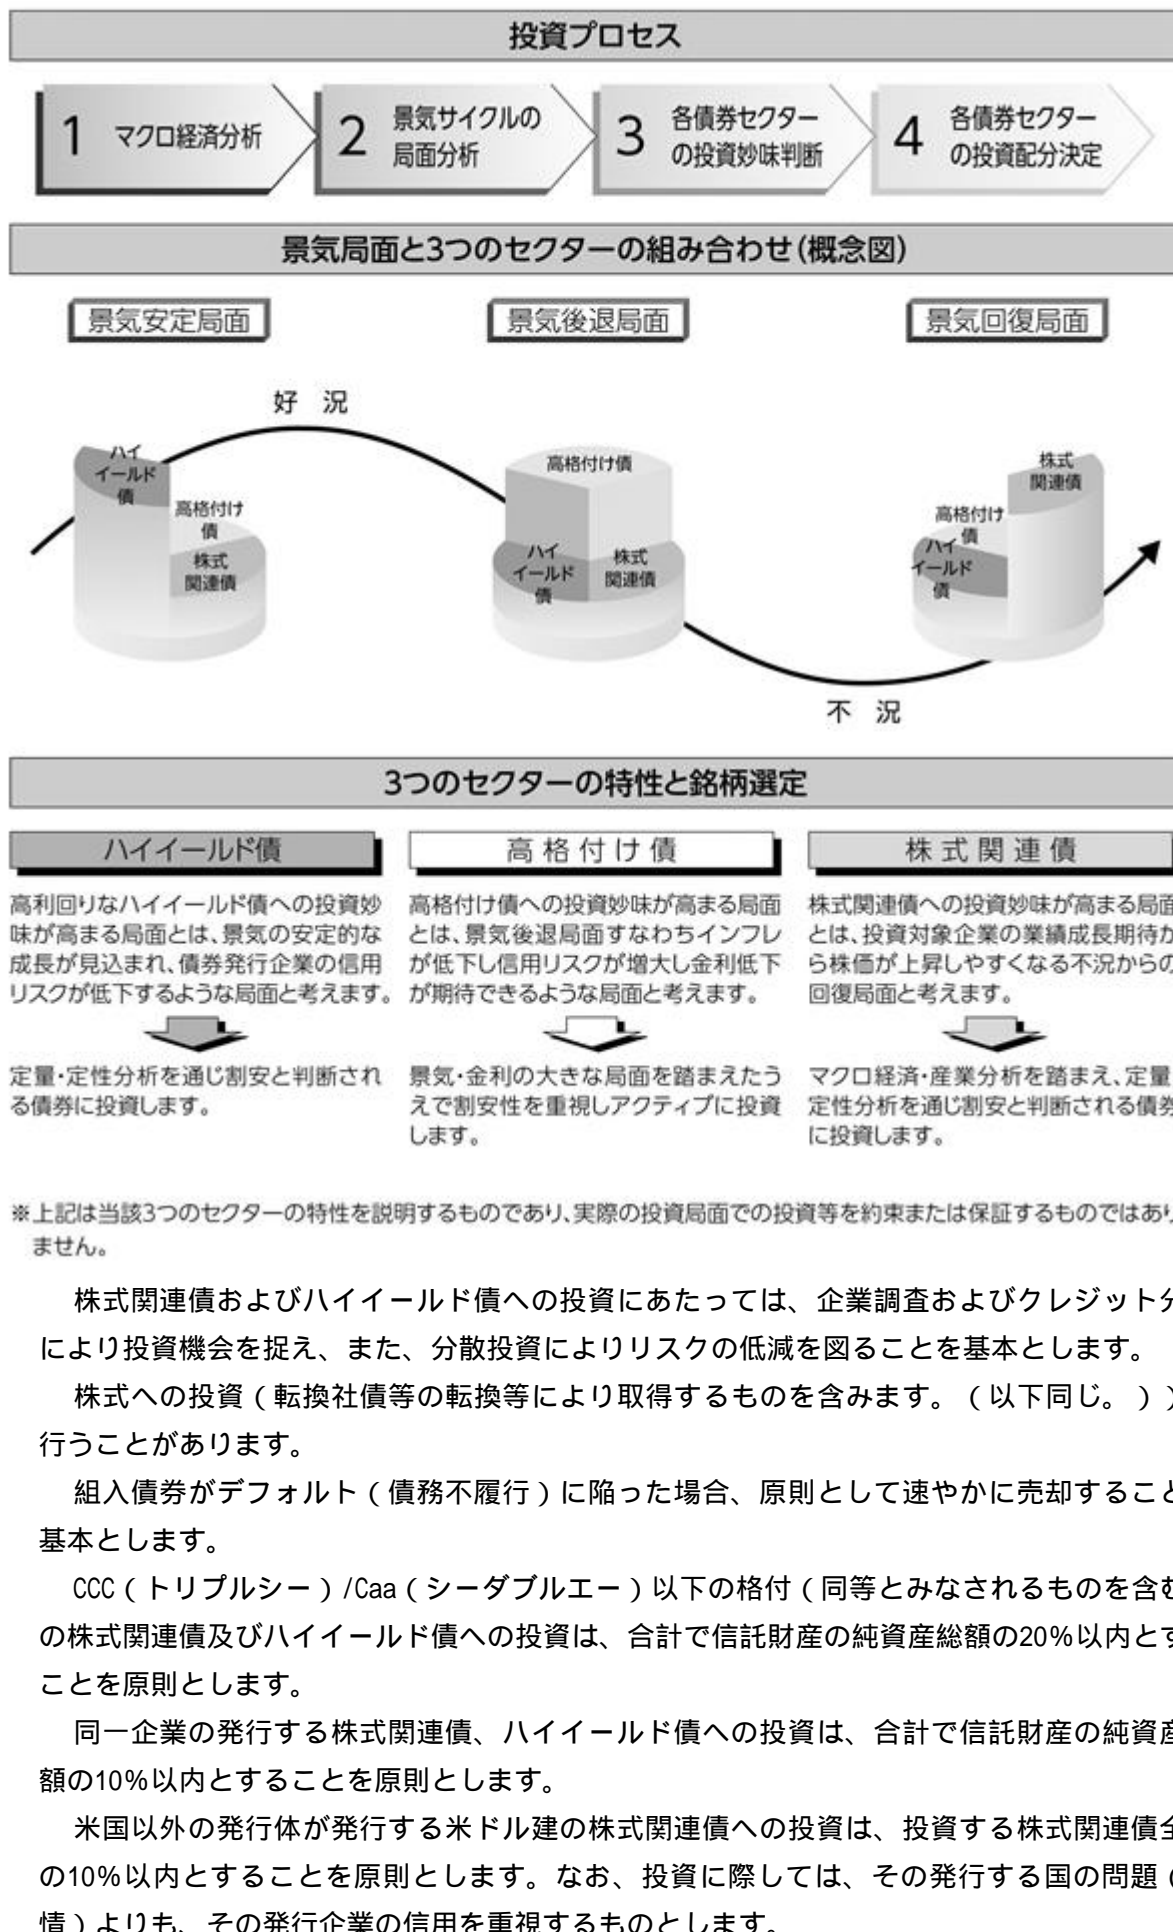 投資プロセス
1 マクロ経済分析
2 景気サイクルの
局面分析
3 各債券セクター
の投資妙味判断
4 各債券セクター
の投資配分決定
景気局面と3つのセクターの組み合わせ(概念図)
景気安定局面
景気後退局面
景気回復局面
好 況
ハイ
イールド
債
高格付け
債
株式
関連債
高格付け債
ハイ
イールド
債
株式
関連債
株式
関連債
高格付け
債
ハイ
イールド
債
不 況
3つのセクターの特性と銘柄選定
ハイイールド債
高利回りなハイイールド債への投資妙
味が高まる局面とは、景気の安定的な
成長が見込まれ、債券発行企業の信用
リスクが低下するような局面と考えます。
定量・定性分析を通じ割安と判断され
る債券に投資します。
高格付け債
高格付け債への投資妙味が高まる局面
とは、景気後退局面すなわちインフレ
が低下し信用リスクが増大し金利低下
が期待できるような局面と考えます。
景気・金利の大きな局面を踏まえたう
えで割安性を重視しアクティブに投資
します。
株式関連債
株式関連債への投資妙味が高まる局面
とは、投資対象企業の業績成長期待か
ら株価が上昇しやすくなる不況からの
回復局面と考えます。
マクロ経済・産業分析を踏まえ、定量
定性分析を通じ割安と判断される債券
に投資します。
※上記は当該3つのセクターの特性を説明するものであり、実際の投資局面での投資等を約束または保証するものではあり
ません。
株式関連債およびハイイールド債への投資にあたっては、企業調査およびクレジット分
により投資機会を捉え、また、分散投資によりリスクの低減を図ることを基本とします。
株式への投資(転換社債等の転換等により取得するものを含みます。(以下同じ。))
行うことがあります。
組入債券がデフォルト(債務不履行)に陥った場合、原則として速やかに売却すること
基本とします。
CCC(トリプルシー)/Caa(シーダブルエー)以下の格付(同等とみなされるものを含む
の株式関連債及びハイイールド債への投資は、合計で信託財産の純資産総額の20%以内とす
ことを原則とします。
同一企業の発行する株式関連債、ハイイールド債への投資は、合計で信託財産の純資産
額の10%以内とすることを原則とします。
米国以外の発行体が発行する米ドル建の株式関連債への投資は、投資する株式関連債全
の10%以内とすることを原則とします。なお、投資に際しては、その発行する国の問題(
情)よりも、その発行企業の信用を重視するものとします。